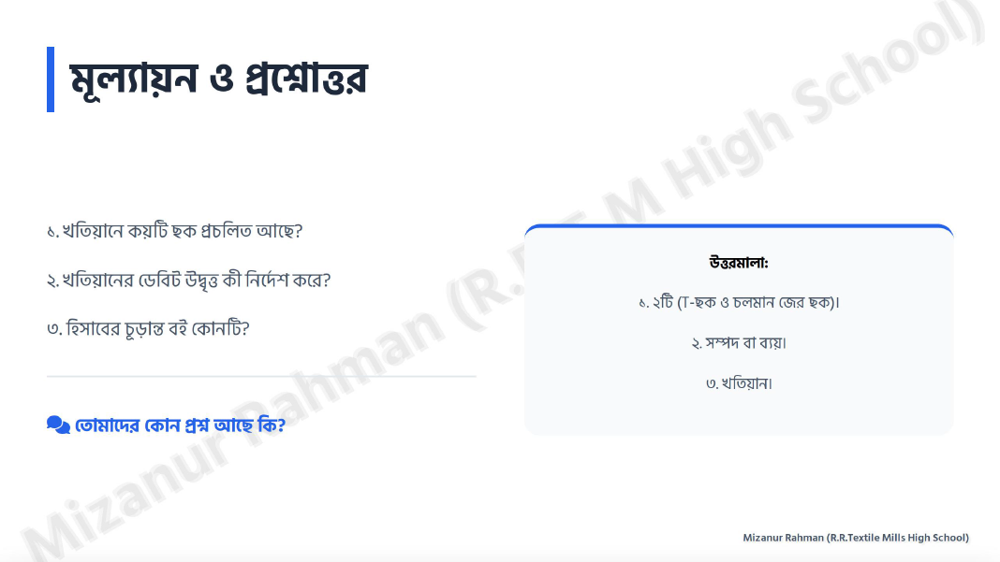 মূল্যায়ন ও প্রশ্নোত্তর
১. খতিয়ানে কয়টি ছক প্রচলিত আছে?
২. খতিয়ানের ডেবিট উদ্বৃত্ত কী নির্দেশ করে?
৩. হিসাবের চূড়ান্ত বই কোনটি?
তোমাদের কোন প্রশ্ন আছে কি?
উত্তরমালা:
১. ২টি (T-ছক ও চলমান জের ছক)।
২. সম্পদ বা ব্যয়।
৩. খতিয়ান।
Mizanur Rahman (R.R.Textile Mills High School)
Mizanur Rahman (R. M High School)